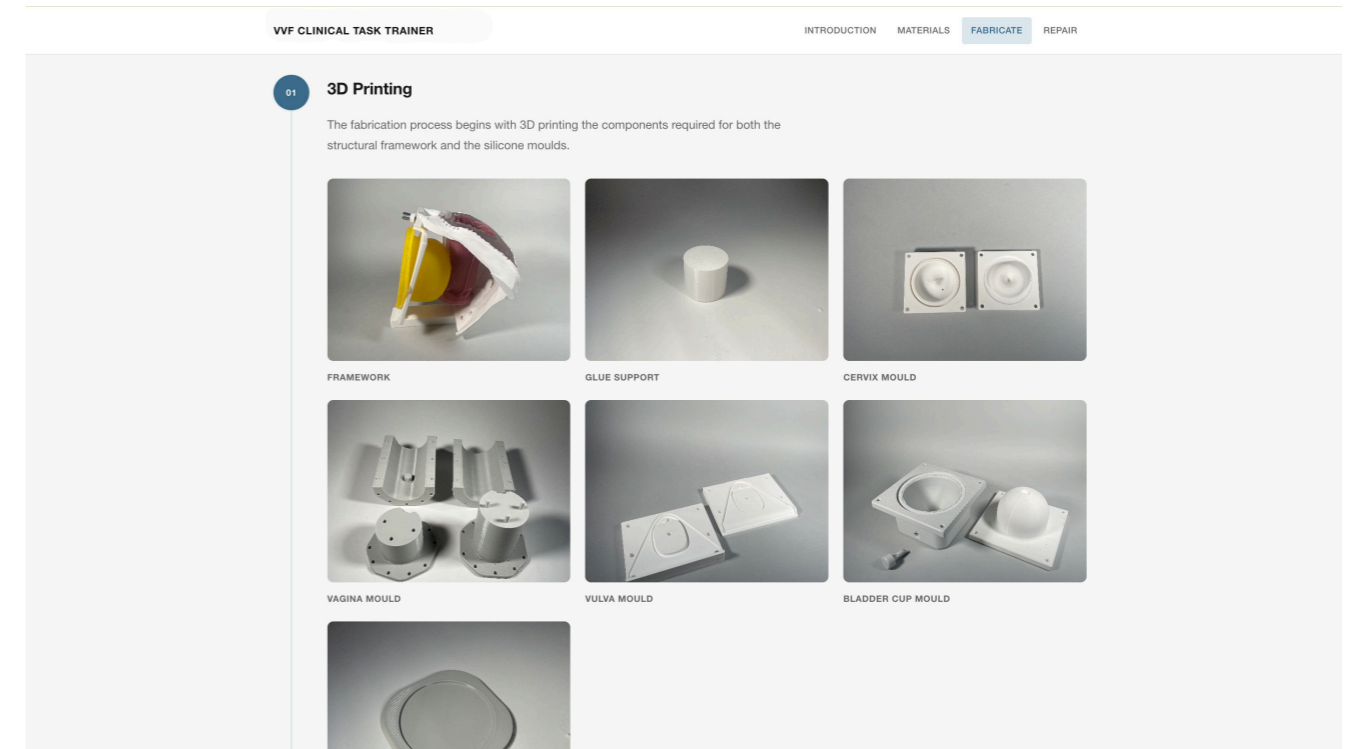 VVF CLINICAL TASK TRAINER
INTRODUCTION MATERIALS FABRICATE REPAIR
01
3D Printing
The fabrication process begins with 3D printing the components required for both the
structural framework and the silicone moulds.
FRAMEWORK GLUE SUPPORT CERVIX MOULD
VAGINA MOULD VULVA MOULD BLADDER CUP MOULD